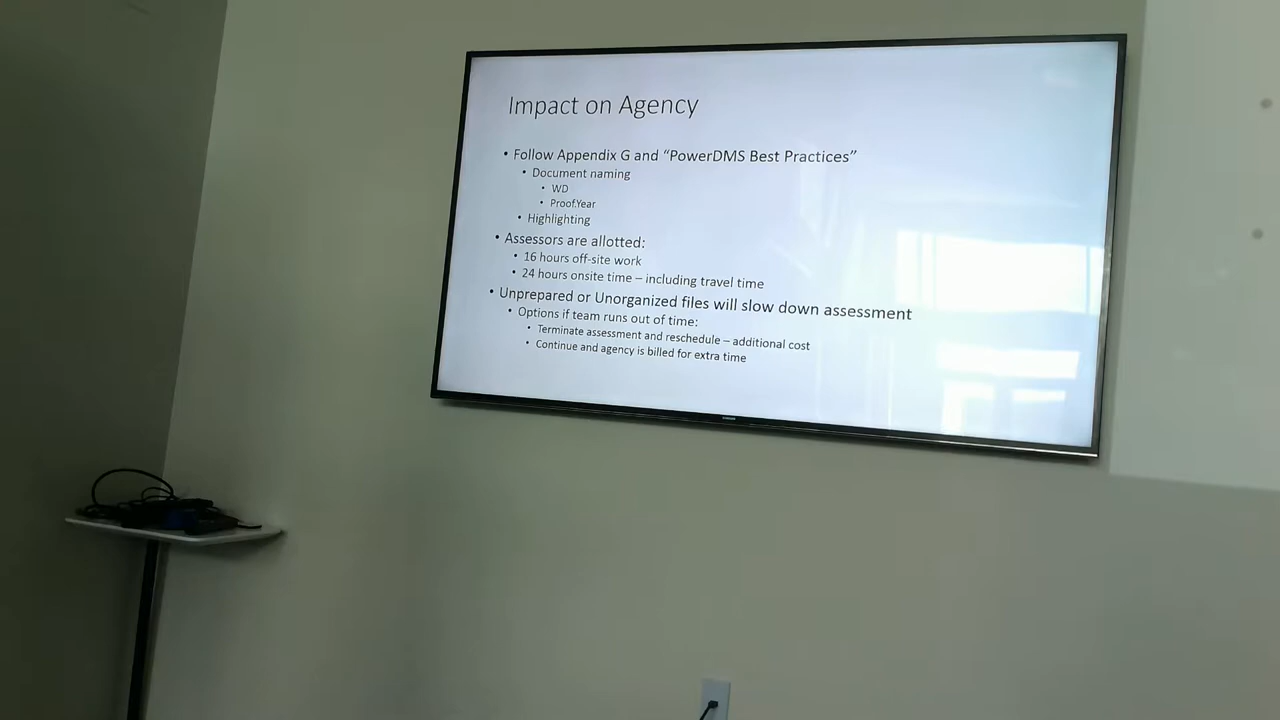 Impact on Agency
• Follow Appendix G and “PowerDMS Best Practices”
• Document naming
• WD
• Proof.Year
• Highlighting
• Assessors are allotted:
• 16 hours off-site work
• 24 hours onsite time – including travel time
• Unprepared or Unorganized files will slow down assessment
• Options if team runs out of time:
• Terminate assessment and reschedule – additional cost
• Continue and agency is billed for extra time